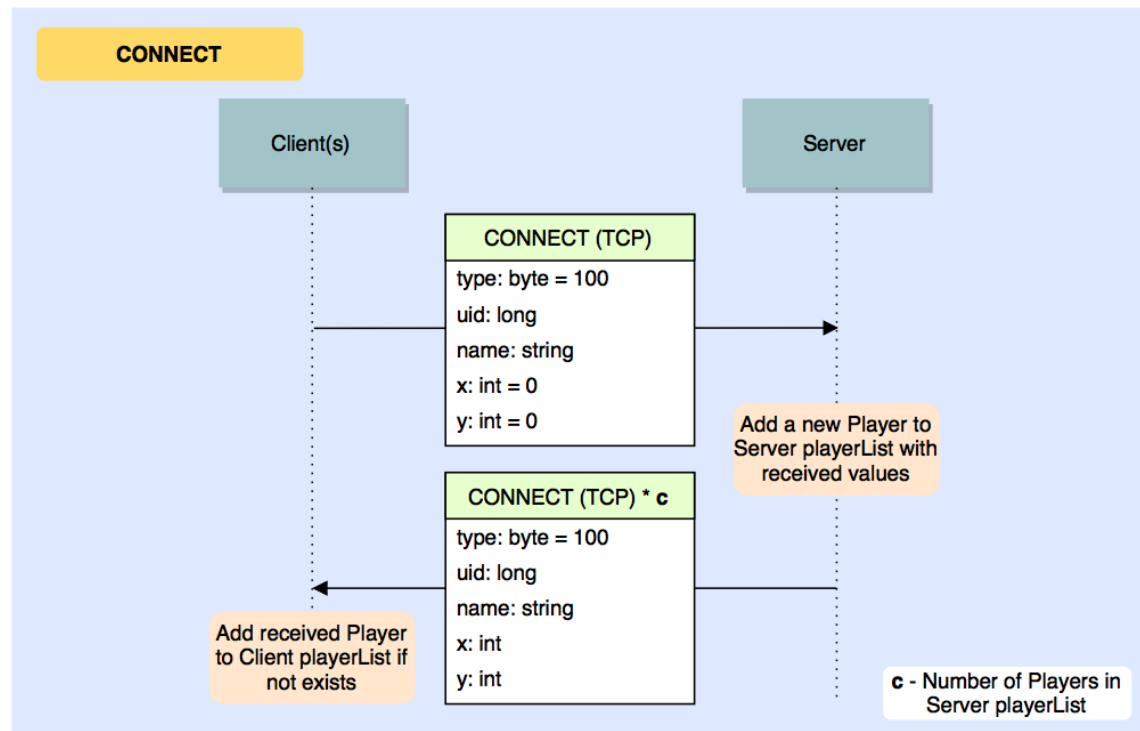 CONNECT
Client(s)
Server
CONNECT (TCP)
type: byte = 100
uid: long
name: string
x: int = 0
y: int = 0
Add a new Player to
Server playerList with
received values
CONNECT (TCP) * c
type: byte = 100
uid: long
name: string
x: int
y: int
Add received Player
to Client playerList if
not exists
c - Number of Players in
Server playerList